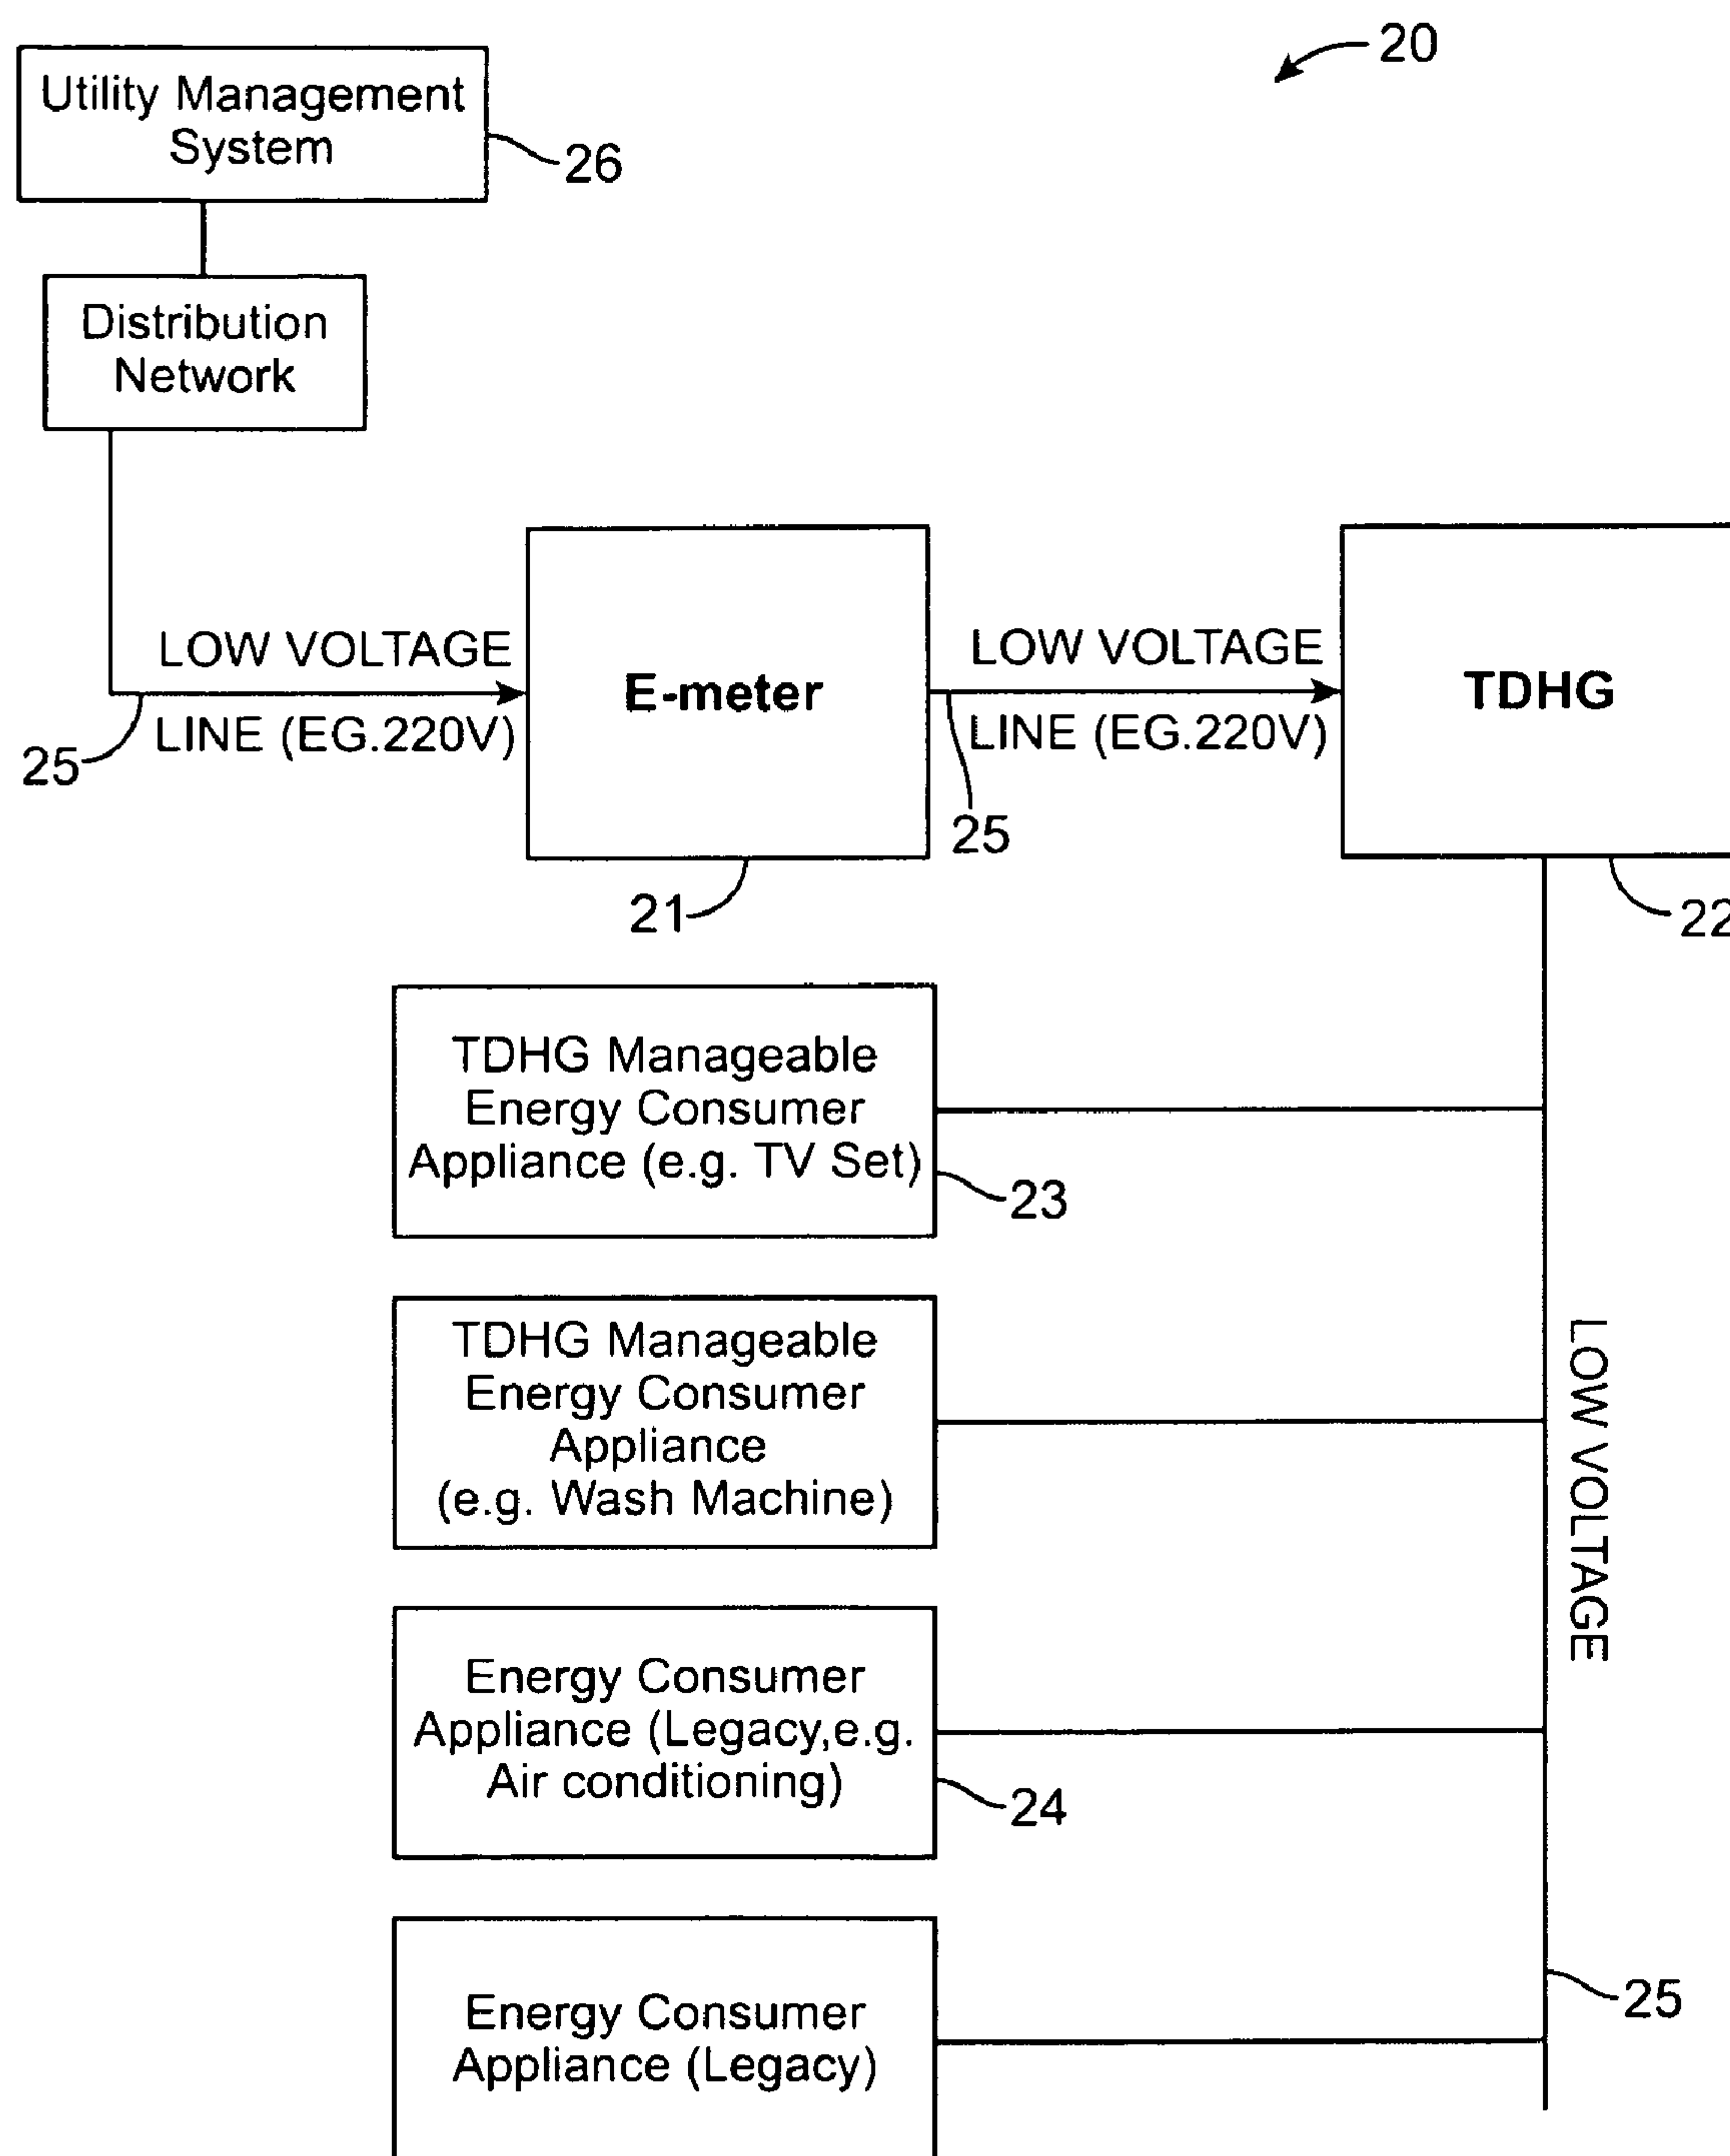 20
Utility Management
System
26
Distribution
Network
LOW VOLTAGE
LINE (EG.220V)
25
E-meter
21
LOW VOLTAGE
LINE (EG.220V)
25
TDHG
22
TDHG Manageable
Energy Consumer
Appliance (e.g. TV Set)
23
TDHG Manageable
Energy Consumer
Appliance
(e.g. Wash Machine)
LOW VOLTAGE
Energy Consumer
Appliance (Legacy,e.g.
Air conditioning)
24
Energy Consumer
Appliance (Legacy)
25